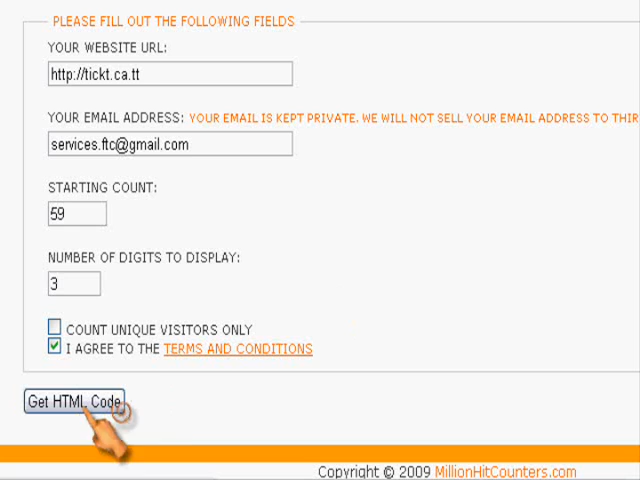 PLEASE FILL OUT THE FOLLOWING FIELDS
YOUR WEBSITE URL:
http://tickt.ca.tt
YOUR EMAIL ADDRESS: YOUR EMAIL IS KEPT PRIVATE. WE WILL NOT SELL YOUR EMAIL ADDRESS TO THIR
services.ftc@gmail.com
STARTING COUNT:
59
NUMBER OF DIGITS TO DISPLAY:
3
COUNT UNIQUE VISITORS ONLY
I AGREE TO THE TERMS AND CONDITIONS
Get HTML Code
Copyright © 2009 MillionHitCounters.com